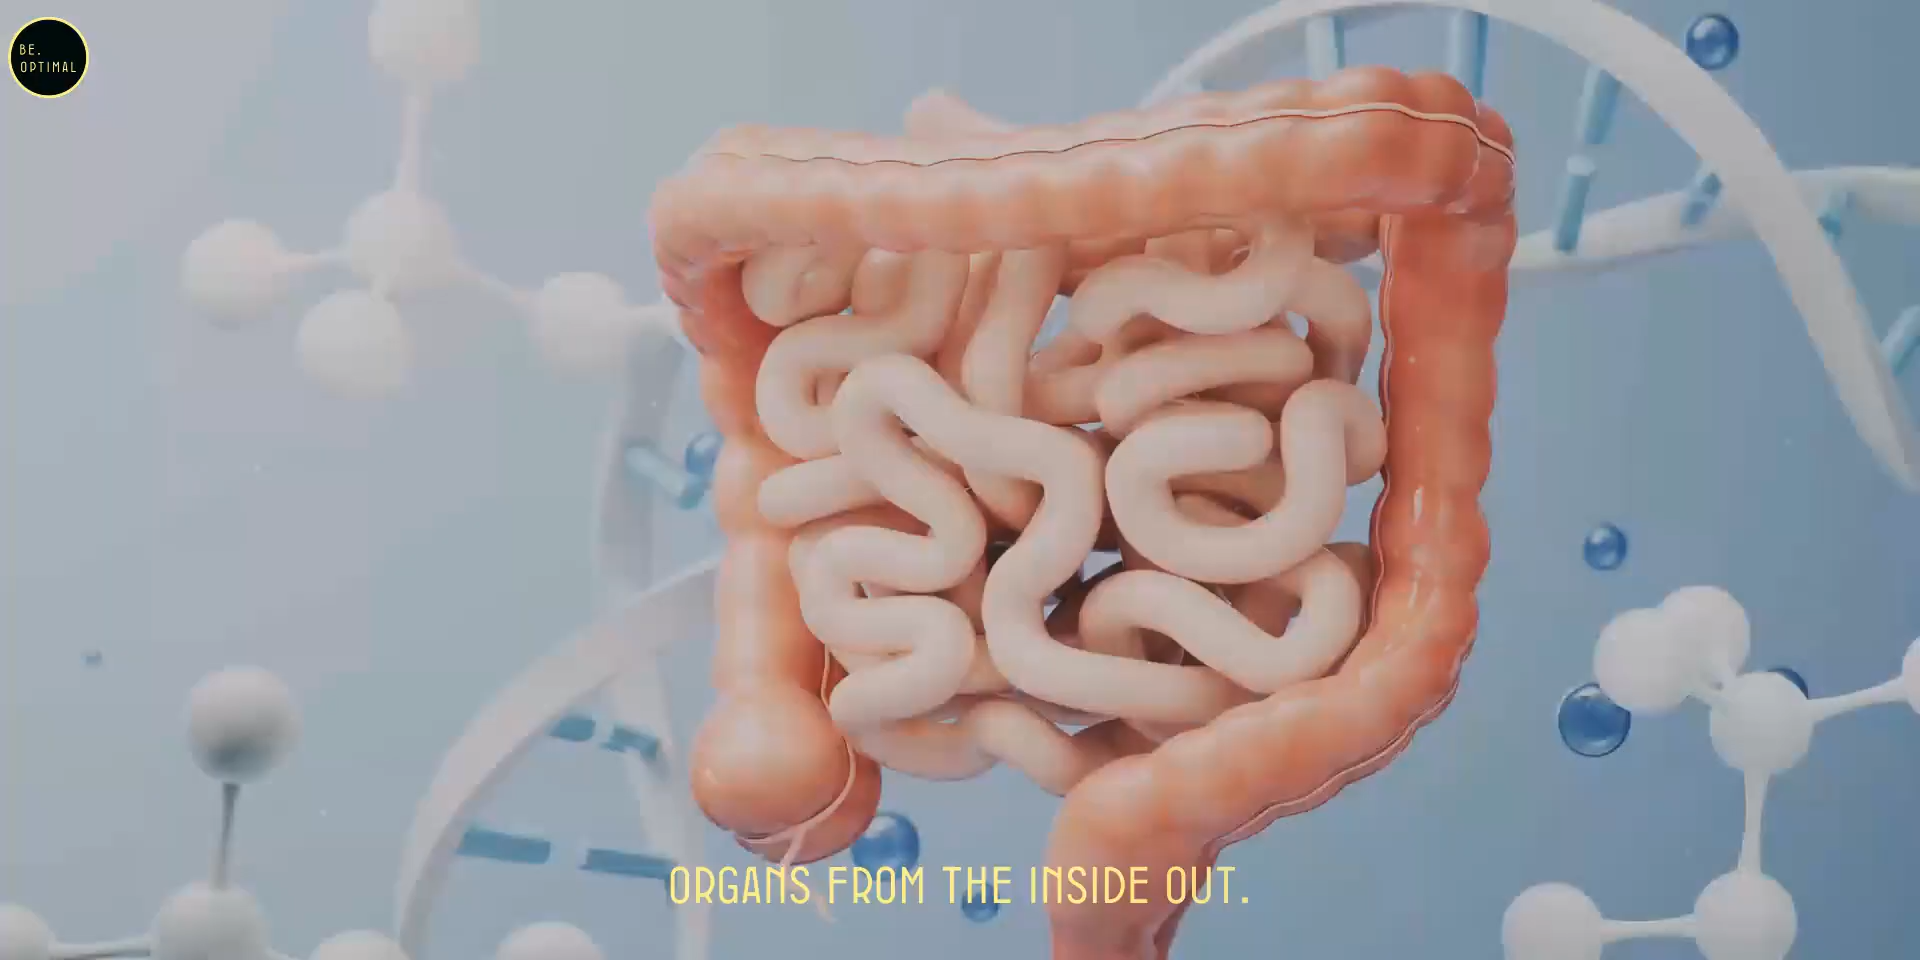 BE.
OPTIMAL
ORGANS FROM THE INSIDE OUT.